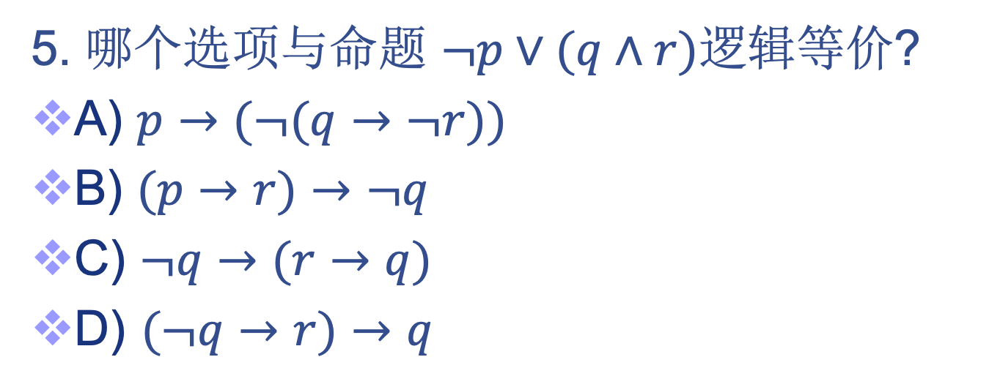 5. 哪个选项与命题 ¬p ∨ (q ∧ r)逻辑等价?
❖A) p → (¬(q → ¬r))
❖B) (p → r) → ¬q
❖C) ¬q → (r → q)
❖D) (¬q → r) → q